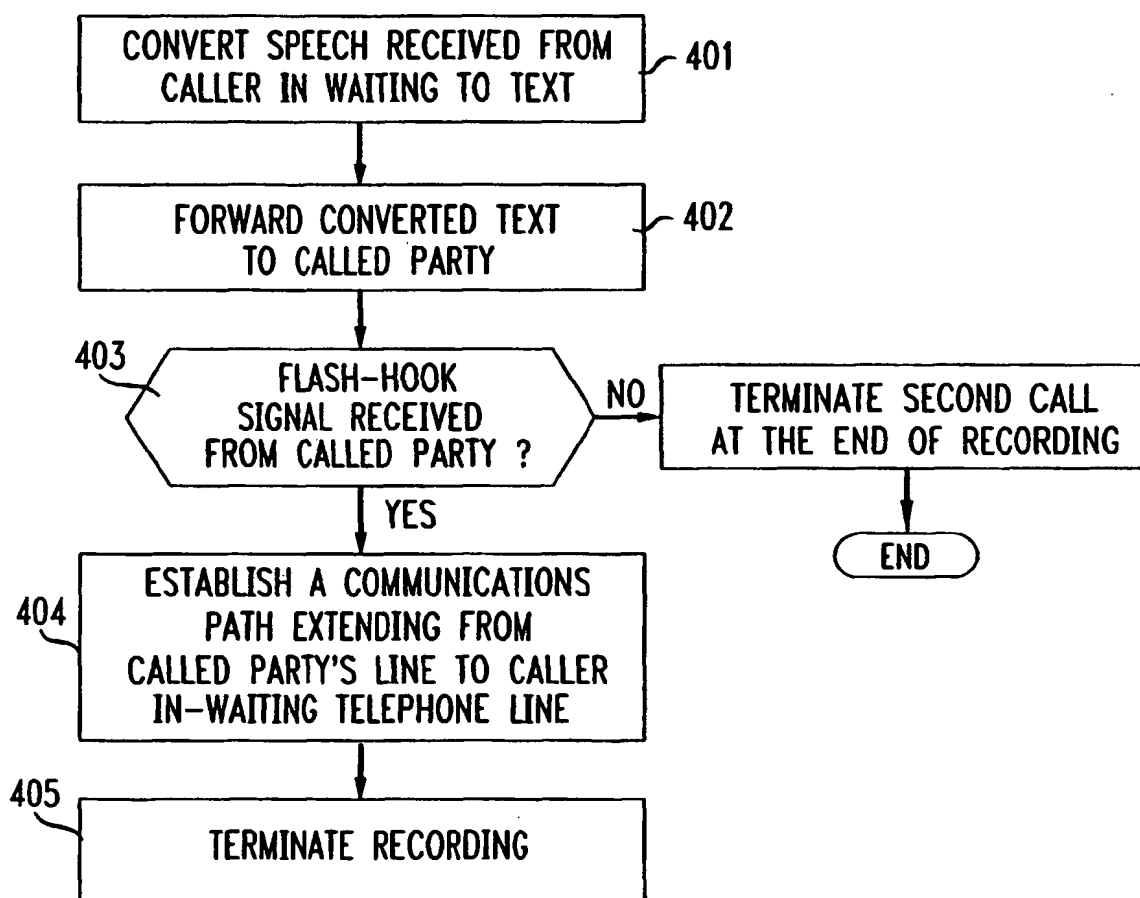 CONVERT SPEECH RECEIVED FROM
CALLER IN WAITING TO TEXT
401
FORWARD CONVERTED TEXT
TO CALLED PARTY
402
403
FLASH-HOOK
SIGNAL RECEIVED
FROM CALLED PARTY ?
NO
TERMINATE SECOND CALL
AT THE END OF RECORDING
END
YES
404
ESTABLISH A COMMUNICATIONS
PATH EXTENDING FROM
CALLED PARTY'S LINE TO CALLER
IN-WAITING TELEPHONE LINE
405
TERMINATE RECORDING